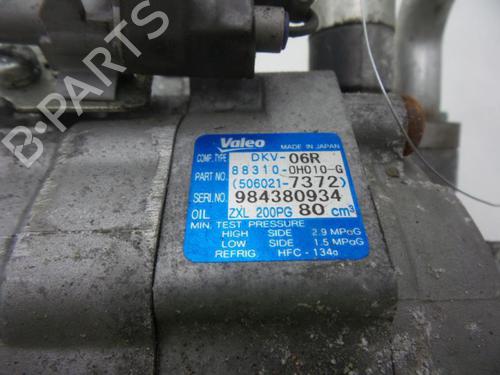 B-PARTS
Valeo MADE IN JAPAN
COMP. TYPE DKV-06R
PART NO. 88310-0H010-G
(506021-7372)
SERI.NO. 984380934
OIL ZXL 200PG 80 cm³
MIN. TEST PRESSURE
HIGH SIDE 2.9 MPaG
LOW SIDE 1.5 MPaG
REFRIG. HFC-134a